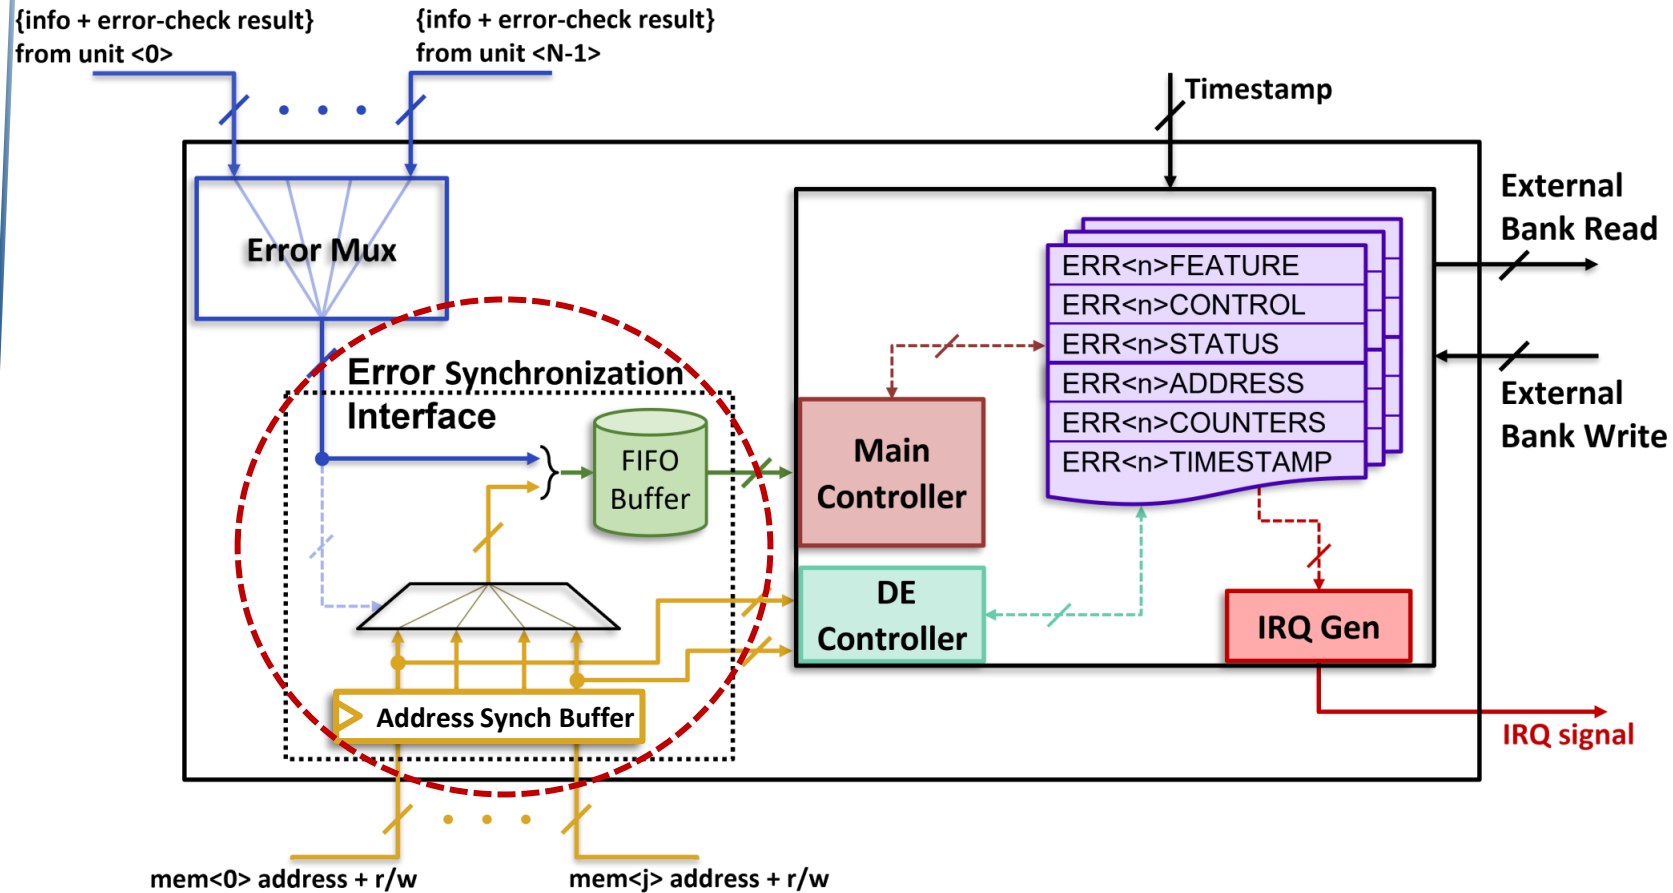 {info + error-check result}
from unit <0>
{info + error-check result}
from unit <N-1>
Timestamp
Error Mux
External
Bank Read
External
Bank Write
Error Synchronization
Interface
FIFO
Buffer
Main
Controller
ERR<n>FEATURE
ERR<n>CONTROL
ERR<n>STATUS
ERR<n>ADDRESS
ERR<n>COUNTERS
ERR<n>TIMESTAMP
DE
Controller
IRQ Gen
Address Synch Buffer
IRQ signal
mem<0> address + r/w
mem<j> address + r/w